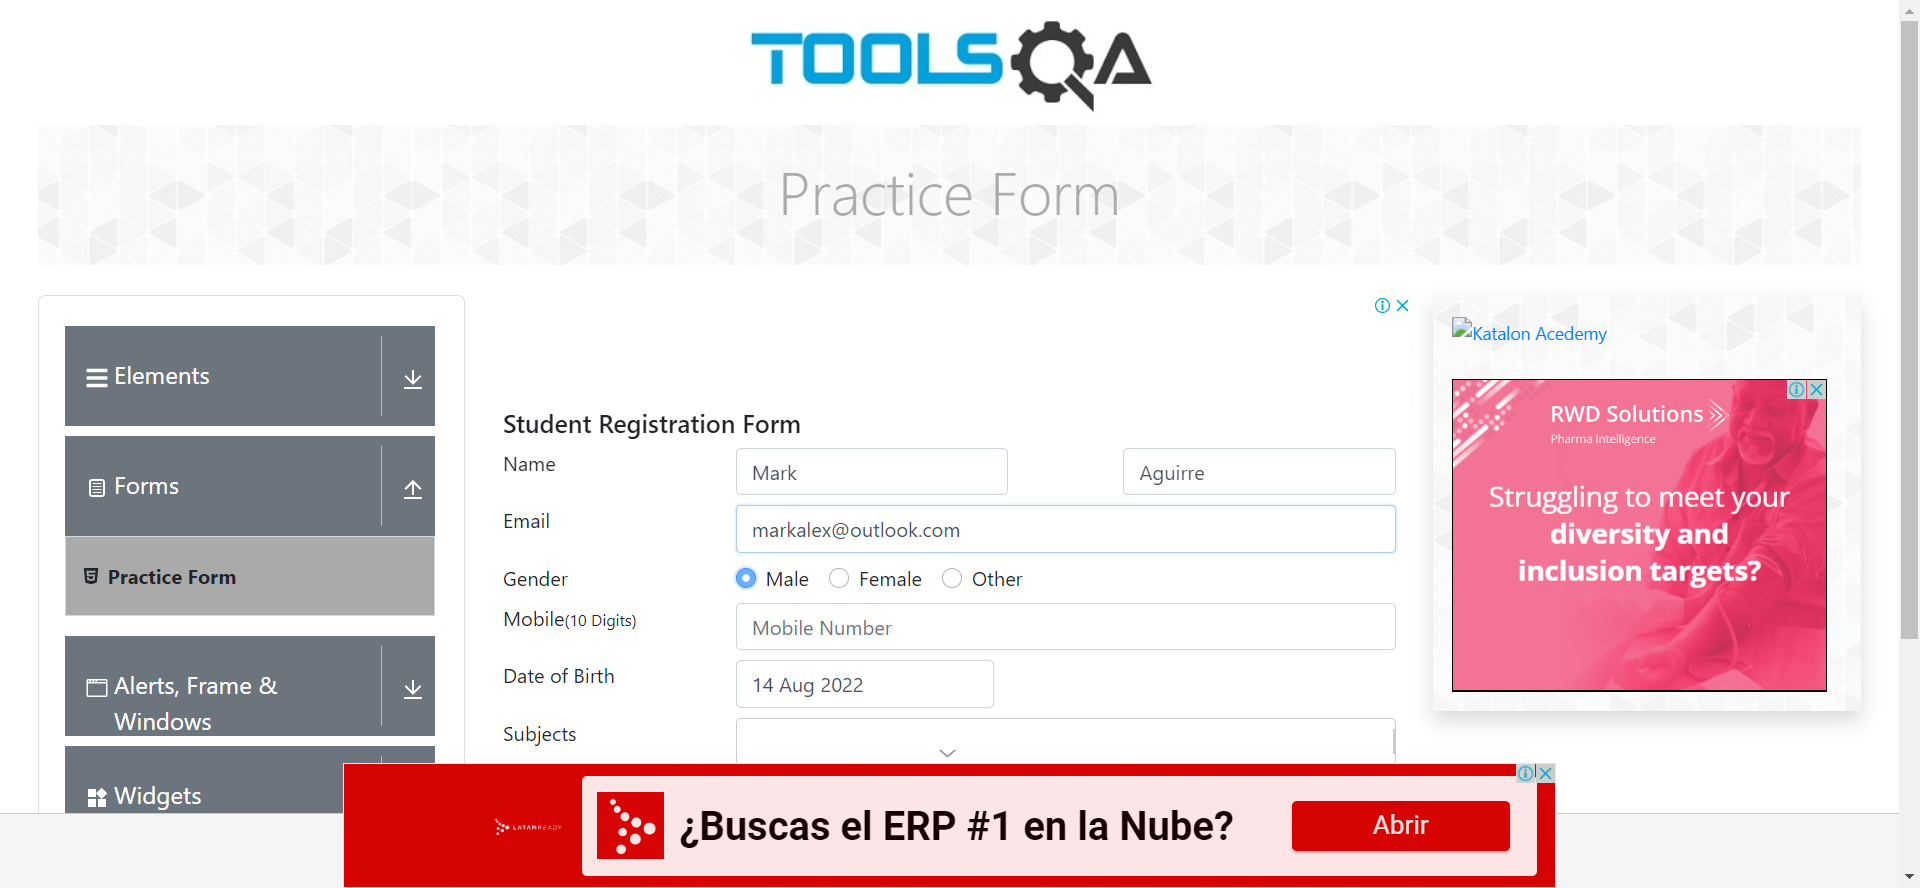 TOOLSQA
Practice Form
Elements
Forms
Practice Form
Alerts, Frame &
Windows
Widgets
Student Registration Form
Name
Mark
Aguirre
Email
markalex@outlook.com
Gender
Male
Female
Other
Mobile(10 Digits)
Mobile Number
Date of Birth
14 Aug 2022
Subjects
Katalon Acedemy
RWD Solutions
Pharma Intelligence
Struggling to meet your
diversity and
inclusion targets?
LATAMREADY
¿Buscas el ERP #1 en la Nube?
Abrir